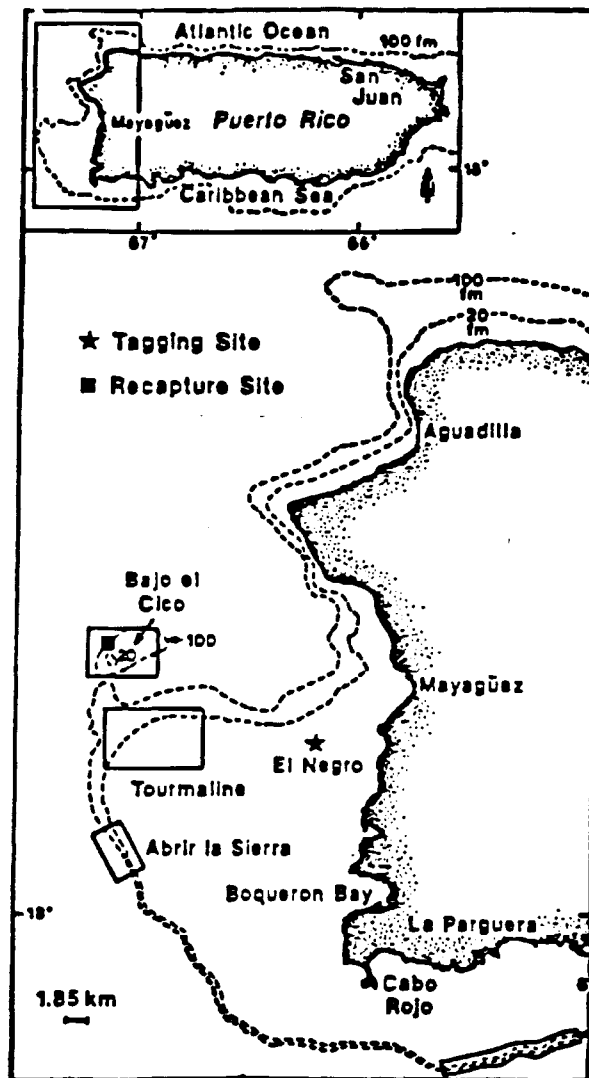 Atlantic Ocean
100 fm
San
Juan
Mayagüez
Puerto Rico
18°
Caribbean Sea
67°
66°
100
fm
20
fm
★ Tagging Site
■ Recapture Site
Aguadilla
Bajo el
Cico
100
20
Mayagüez
El Negro
Tourmaline
Abrir la Sierra
Boqueron Bay
18°
La Parguera
Cabo
Rojo
1.85 km